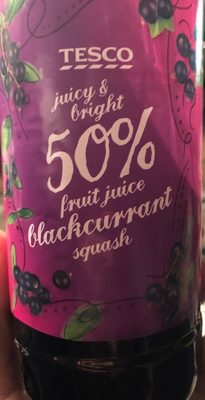 TESCO
juicy &
bright
50%
fruit juice
blackcurrant
squash